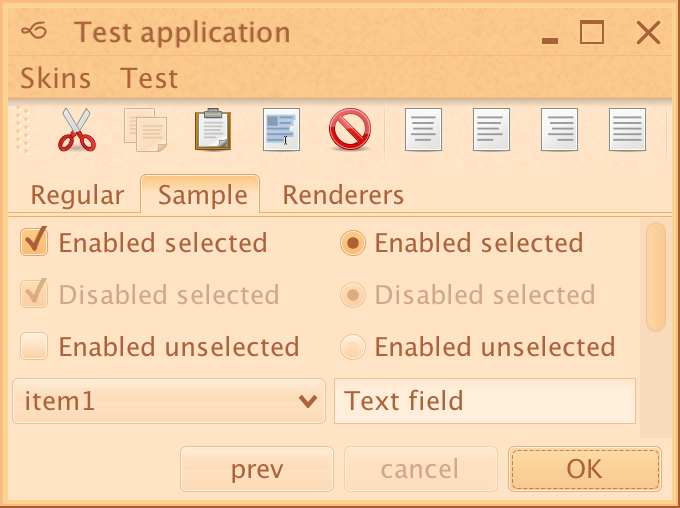 Test application
Skins Test
Regular Sample Renderers
Enabled selected Enabled selected
Disabled selected Disabled selected
Enabled unselected Enabled unselected
item1 Text field
prev cancel OK